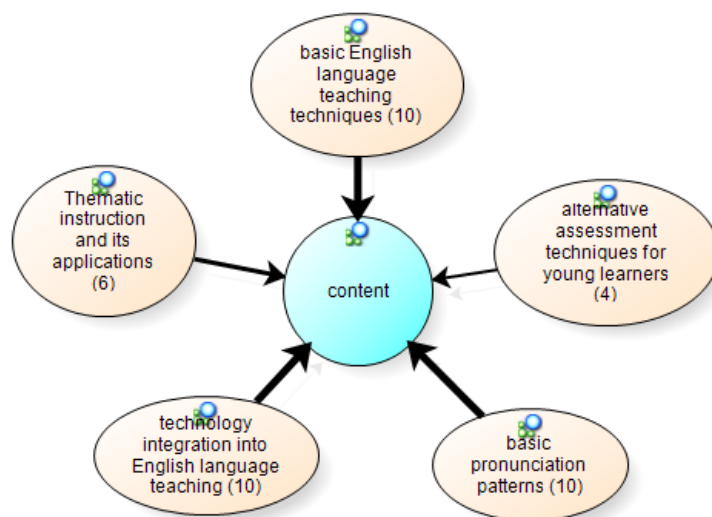 basic English
language
teaching
techniques (10)
Thematic
instruction
and its
applications
(6)
alternative
assessment
techniques for
young learners
(4)
content
technology
integration into
English language
teaching (10)
basic
pronunciation
patterns (10)